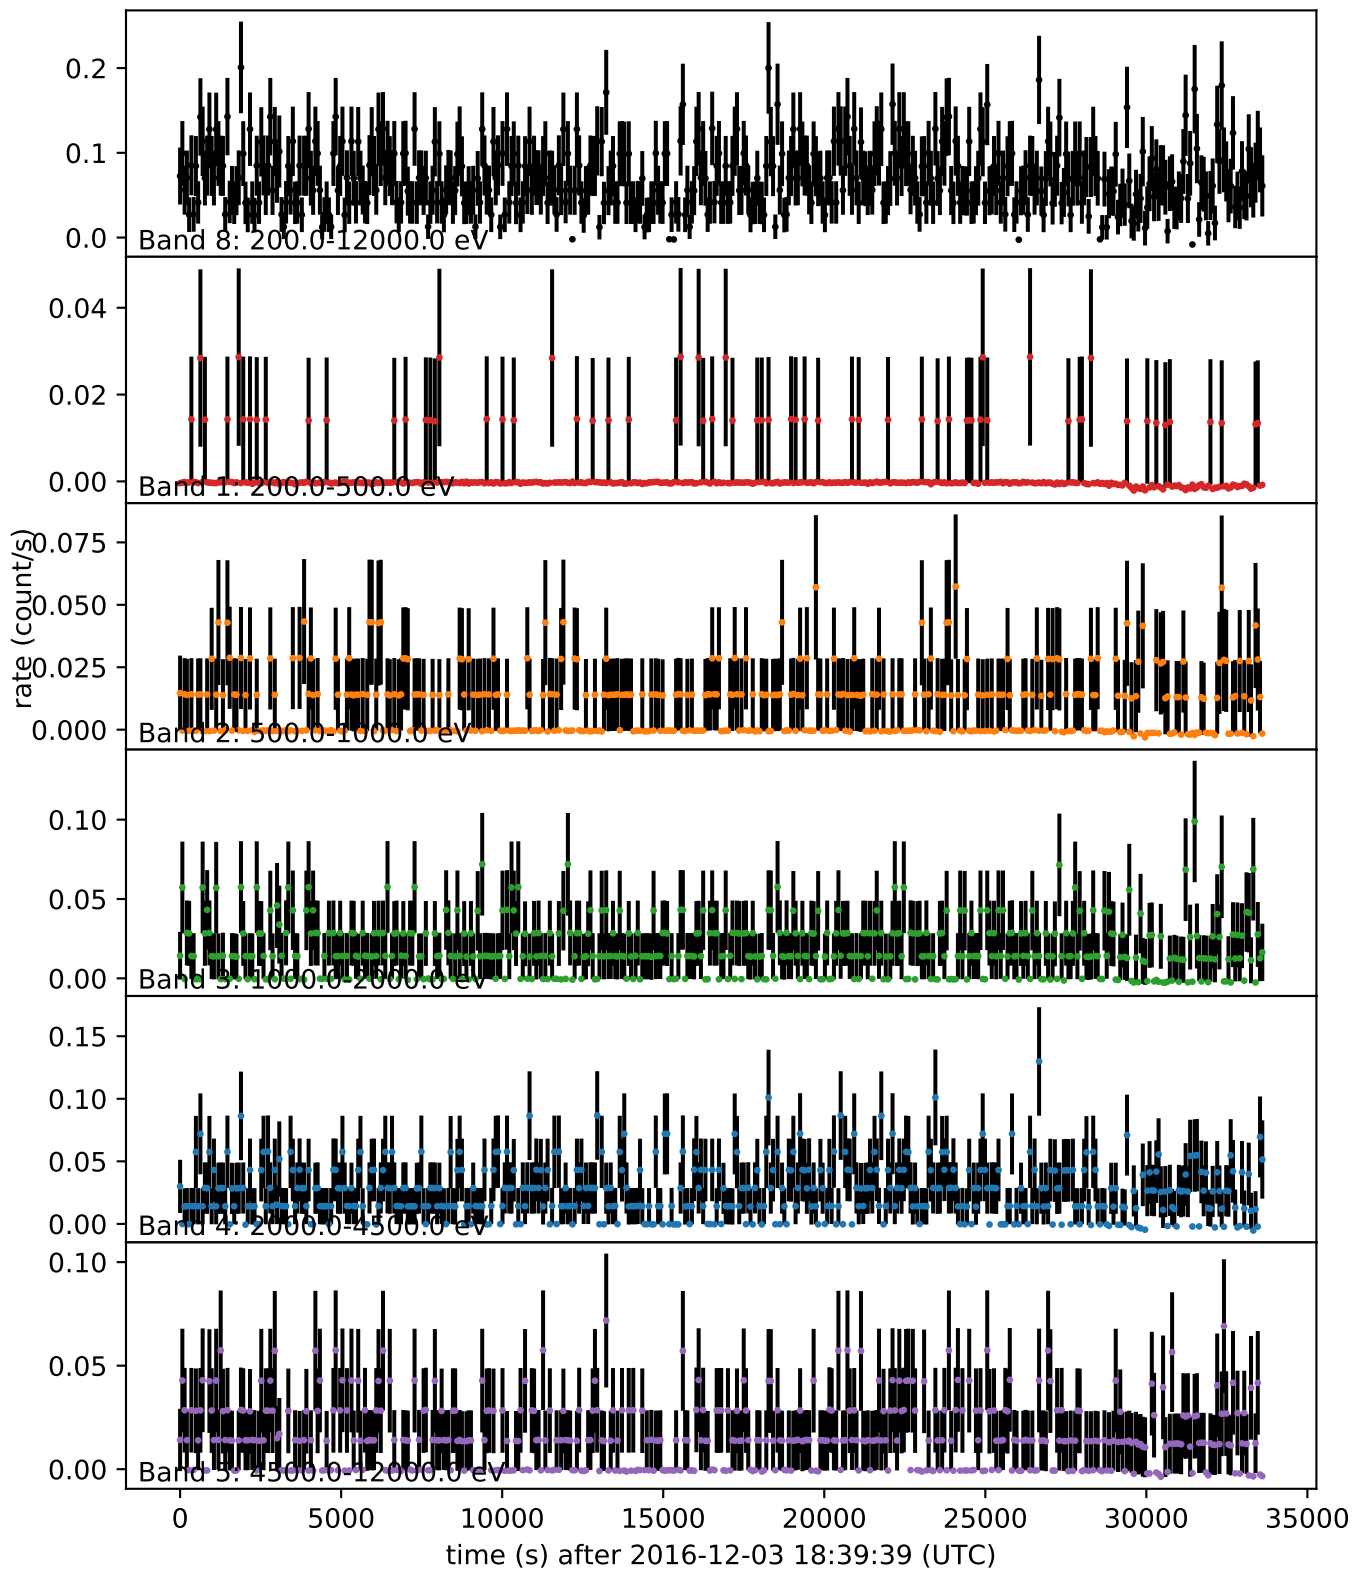 0.2
0.1
0.0
Band 8: 200.0-12000.0 eV
0.04
0.02
0.00
Band 1: 200.0-500.0 eV
rate (count/s)
0.075
0.050
0.025
0.000
Band 2: 500.0-1000.0 eV
0.10
0.05
0.00
Band 3: 1000.0-2000.0 eV
0.15
0.10
0.05
0.00
Band 4: 2000.0-4500.0 eV
0.10
0.05
0.00
Band 5: 4500.0-12000.0 eV
0 5000 10000 15000 20000 25000 30000 35000
time (s) after 2016-12-03 18:39:39 (UTC)